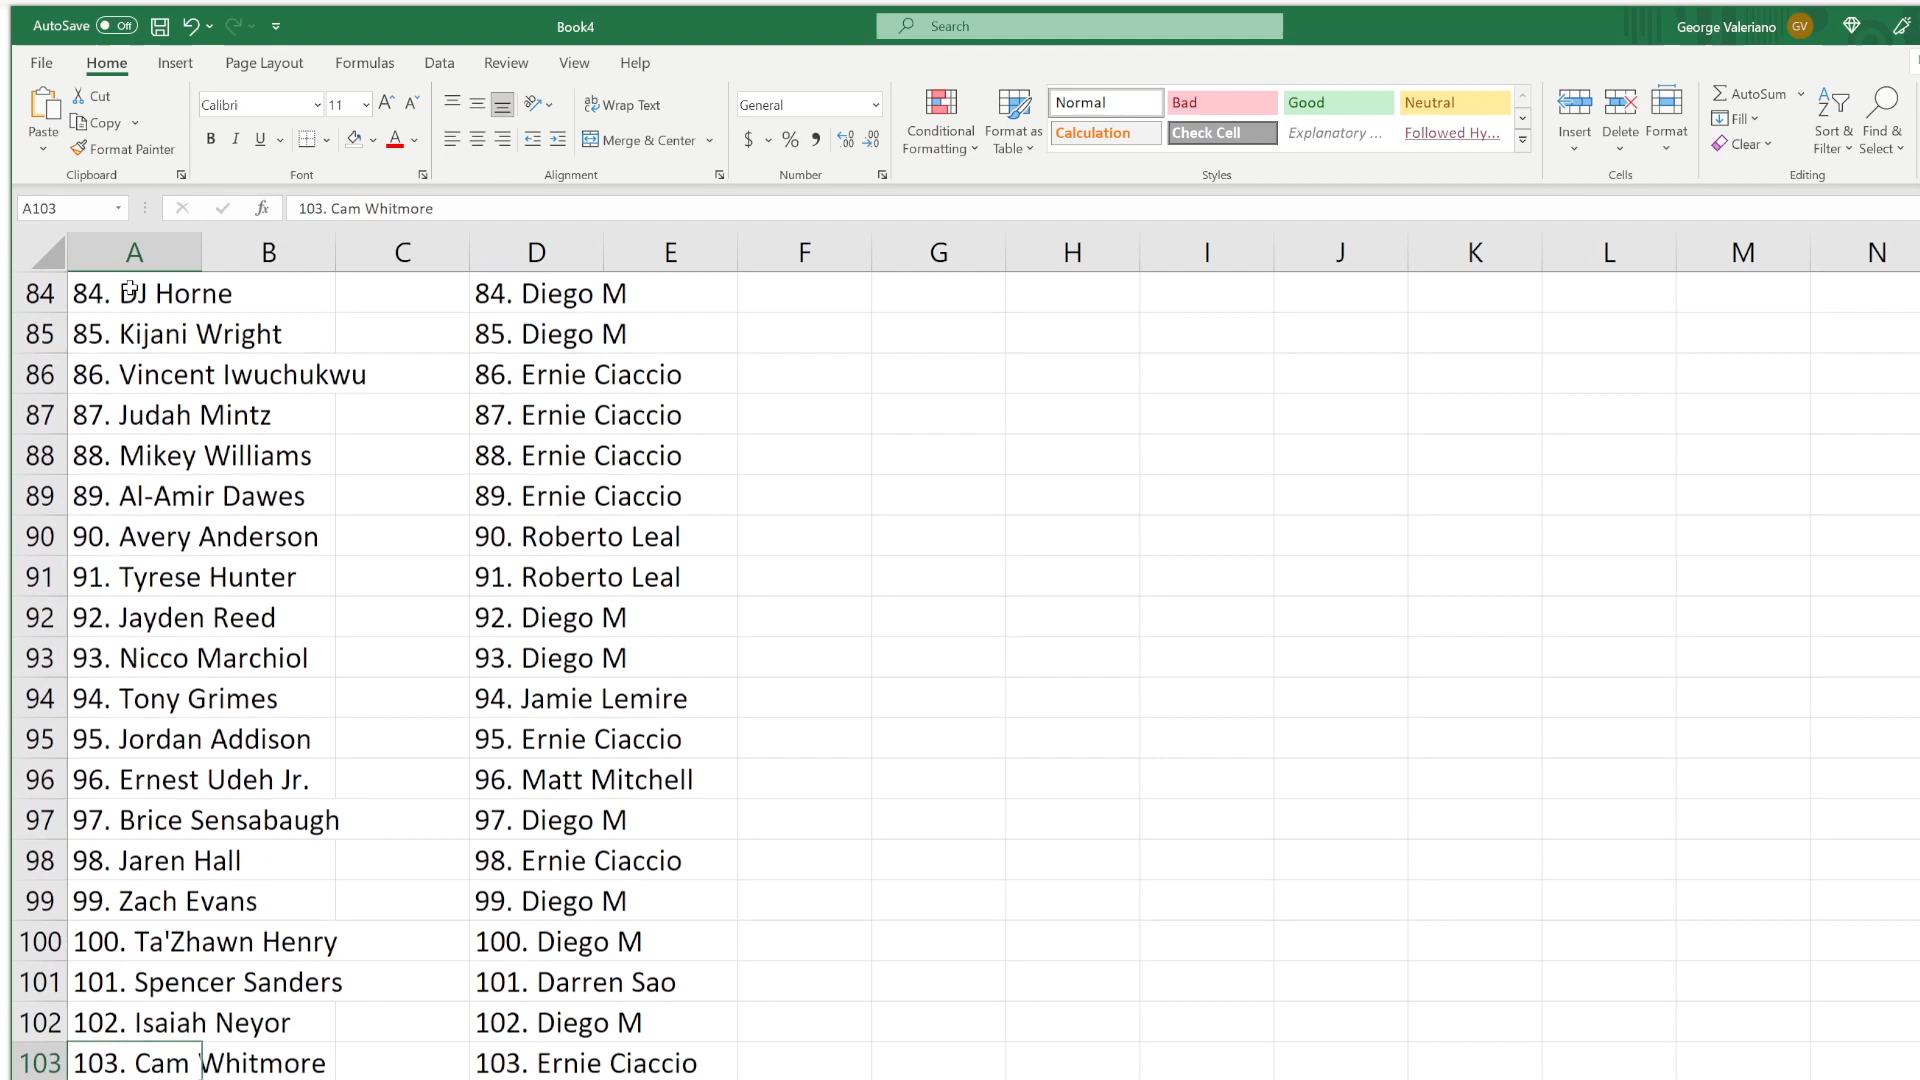 AutoSave Off Book4 Search George Valeriano GV
File Home Insert Page Layout Formulas Data Review View Help
Cut Calibri 11 Wrap Text General Normal Bad Good Neutral AutoSum
Paste Copy Conditional Formatting Format as Table Insert Delete Format Fill Sort & Filter Find & Select
Format Painter B I U A Merge & Center $ % Calculation Check Cell Explanatory ... Followed Hy... Clear
Clipboard Font Alignment Number Styles Cells Editing
A103 fx 103. Cam Whitmore
A B C D E F G H I J K L M N
84 84. DJ Horne 84. Diego M
85 85. Kijani Wright 85. Diego M
86 86. Vincent Iwuchukwu 86. Ernie Ciaccio
87 87. Judah Mintz 87. Ernie Ciaccio
88 88. Mikey Williams 88. Ernie Ciaccio
89 89. Al-Amir Dawes 89. Ernie Ciaccio
90 90. Avery Anderson 90. Roberto Leal
91 91. Tyrese Hunter 91. Roberto Leal
92 92. Jayden Reed 92. Diego M
93 93. Nicco Marchiol 93. Diego M
94 94. Tony Grimes 94. Jamie Lemire
95 95. Jordan Addison 95. Ernie Ciaccio
96 96. Ernest Udeh Jr. 96. Matt Mitchell
97 97. Brice Sensabaugh 97. Diego M
98 98. Jaren Hall 98. Ernie Ciaccio
99 99. Zach Evans 99. Diego M
100 100. Ta'Zhawn Henry 100. Diego M
101 101. Spencer Sanders 101. Darren Sao
102 102. Isaiah Neyor 102. Diego M
103 103. Cam Whitmore 103. Ernie Ciaccio